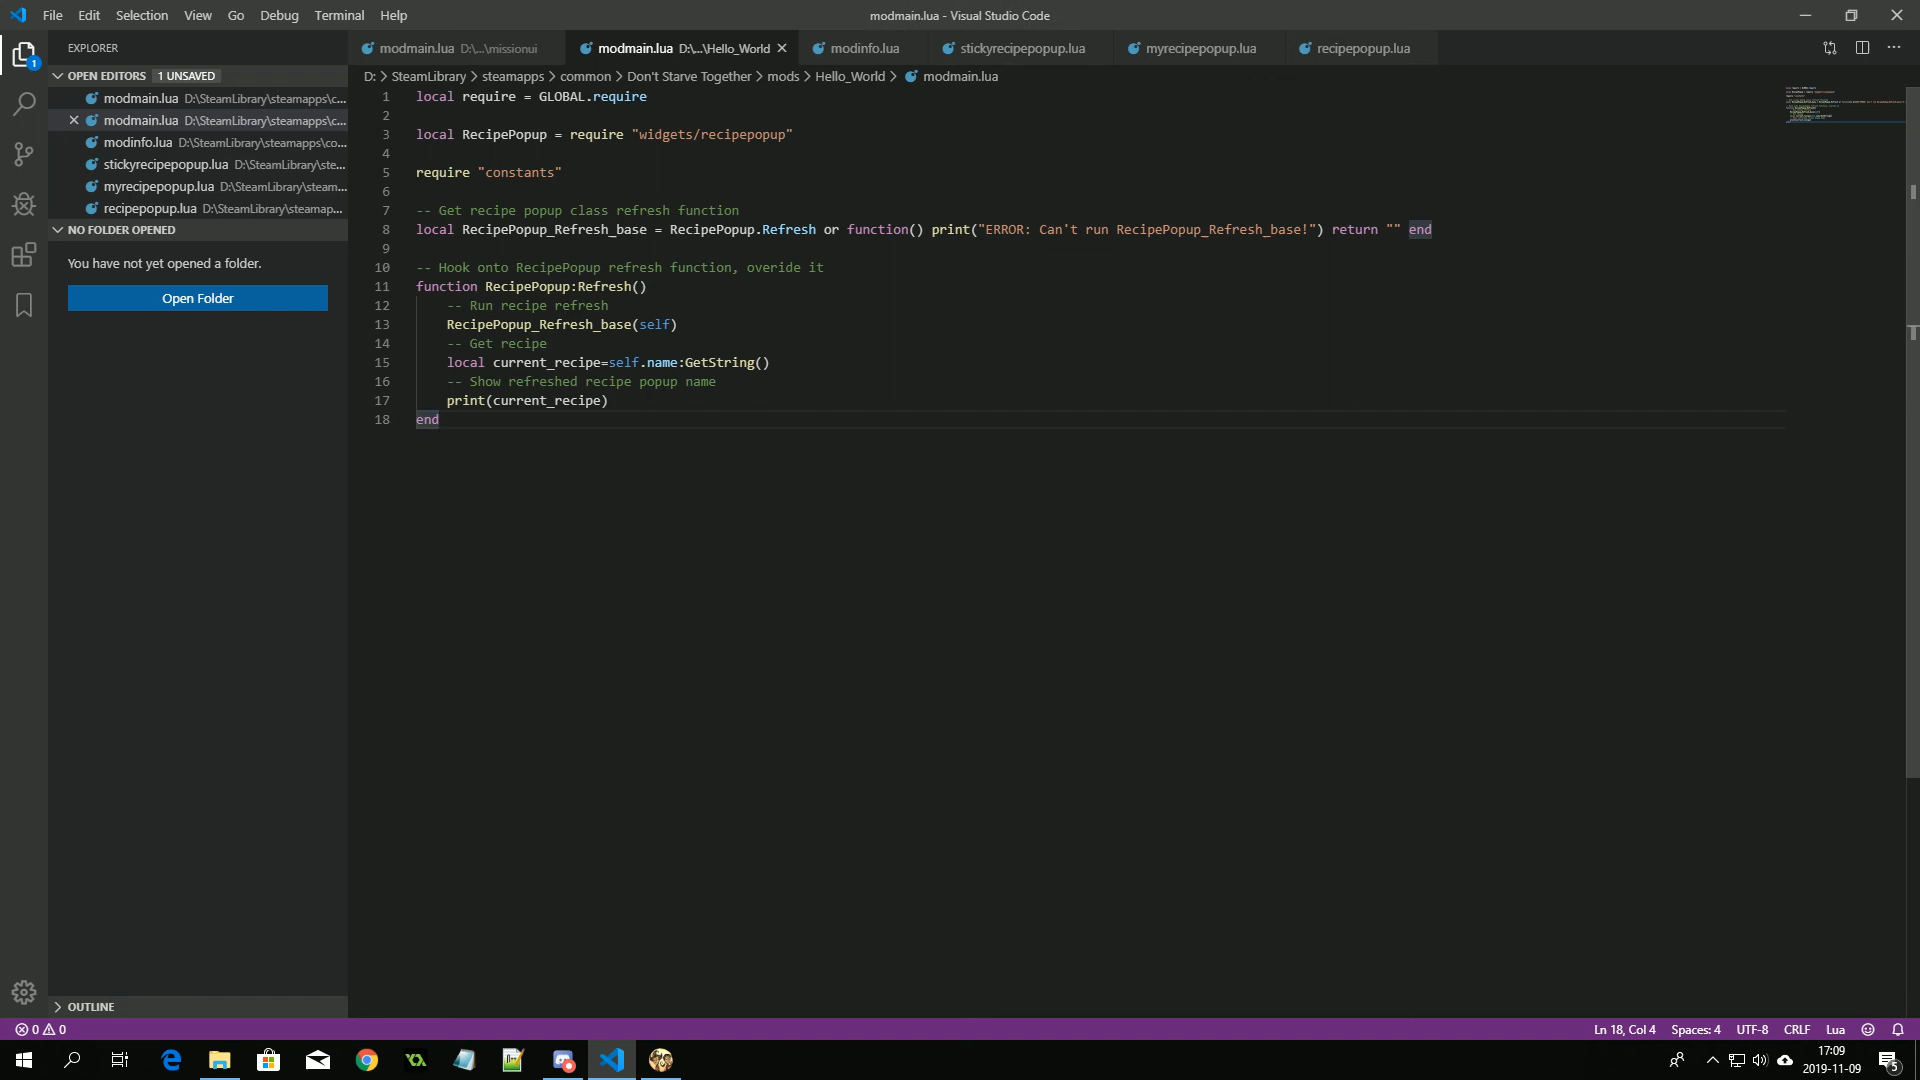 File Edit Selection View Go Debug Terminal Help
modmain.lua - Visual Studio Code
EXPLORER
OPEN EDITORS 1 UNSAVED
modmain.lua D:\SteamLibrary\steamapps\c...
modmain.lua D:\SteamLibrary\steamapps\c...
modinfo.lua D:\SteamLibrary\steamapps\co...
stickyrecipepopup.lua D:\SteamLibrary\ste...
myrecipepopup.lua D:\SteamLibrary\steam...
recipepopup.lua D:\SteamLibrary\steamap...
NO FOLDER OPENED
You have not yet opened a folder.
Open Folder
OUTLINE
modmain.lua D:\...\missionui modmain.lua D:\...\Hello_World modinfo.lua stickyrecipepopup.lua myrecipepopup.lua recipepopup.lua
D: > SteamLibrary > steamapps > common > Don't Starve Together > mods > Hello_World > modmain.lua
1 local require = GLOBAL.require
2
3 local RecipePopup = require "widgets/recipepopup"
4
5 require "constants"
6
7 -- Get recipe popup class refresh function
8 local RecipePopup_Refresh_base = RecipePopup.Refresh or function() print("ERROR: Can't run RecipePopup_Refresh_base!") return "" end
9
10 -- Hook onto RecipePopup refresh function, overide it
11 function RecipePopup:Refresh()
12 -- Run recipe refresh
13 RecipePopup_Refresh_base(self)
14 -- Get recipe
15 local current_recipe=self.name:GetString()
16 -- Show refreshed recipe popup name
17 print(current_recipe)
18 end
0 0
Ln 18, Col 4 Spaces: 4 UTF-8 CRLF Lua
17:09
2019-11-09
1
5